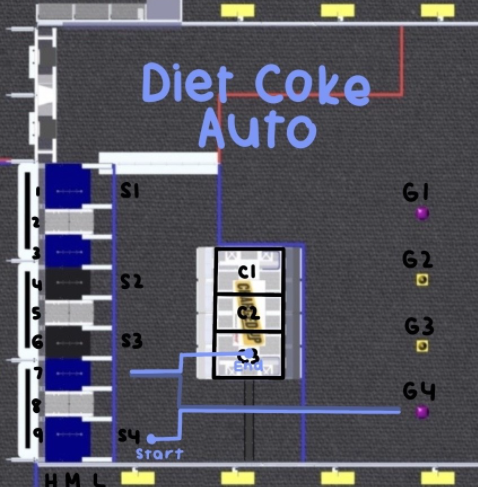 Diet Coke
Auto
1 S1 G1
2
3
4 S2 C1 G2
5 C2
6 S3 G3
7 C3
End
8 G4
9 S4
Start
H M L